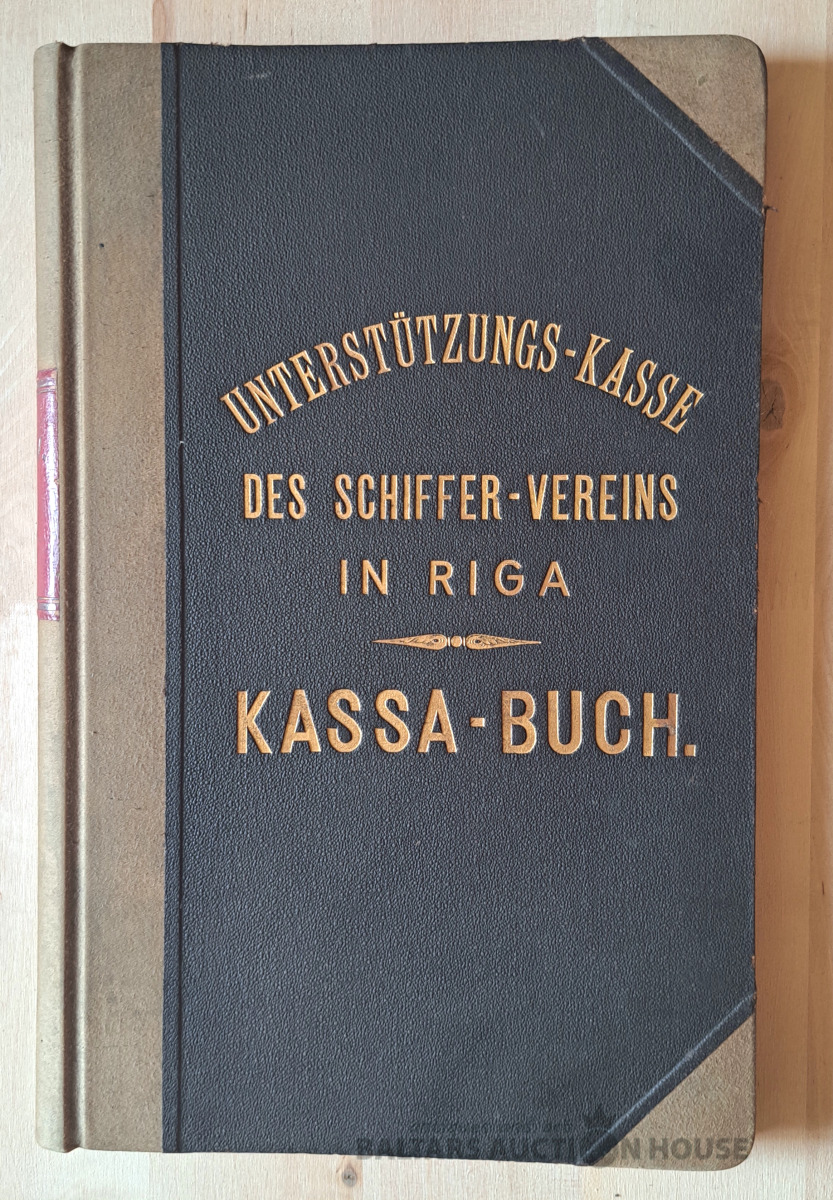 UNTERSTÜTZUNGS-KASSE
DES SCHIFFER-VEREINS
IN RIGA
KASSA-BUCH.
BALTARS AUCTION HOUSE